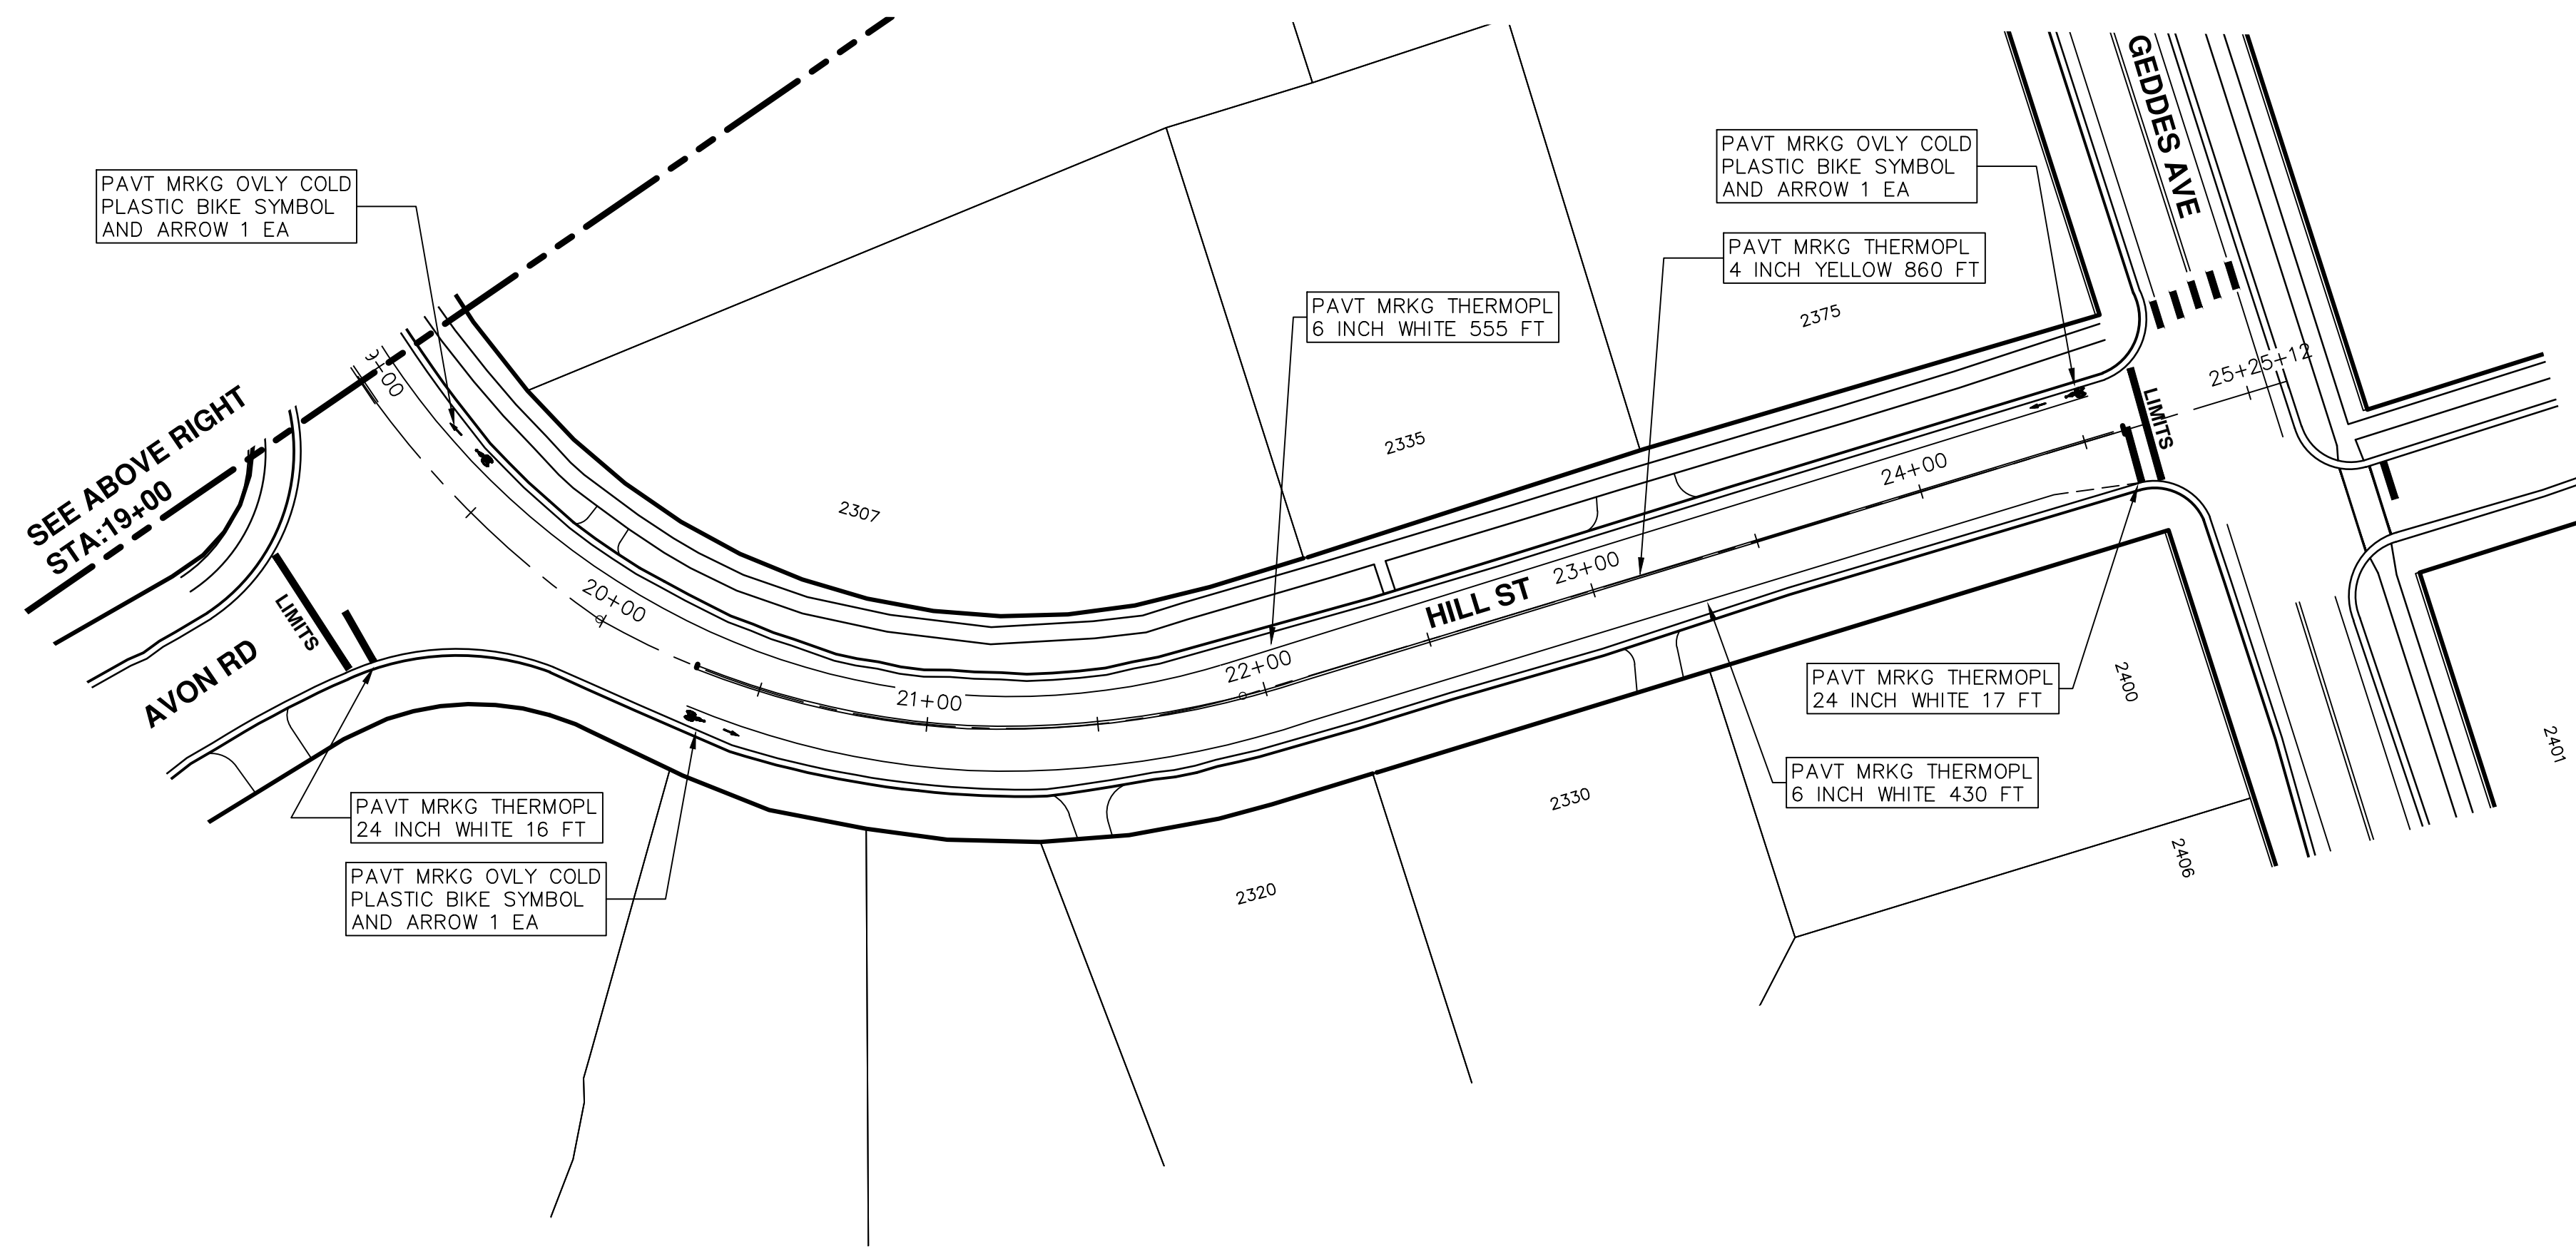 GEDDES AVE
PAVT MRKG OVLY COLD
PLASTIC BIKE SYMBOL
AND ARROW 1 EA
PAVT MRKG OVLY COLD
PLASTIC BIKE SYMBOL
AND ARROW 1 EA
PAVT MRKG THERMOPL
4 INCH YELLOW 860 FT
PAVT MRKG THERMOPL
6 INCH WHITE 555 FT
2375
9+00
25+25+12
SEE ABOVE RIGHT
STA:19+00
LIMITS
2335
24+00
2307
23+00
HILL ST
20+00
LIMITS
22+00
AVON RD
21+00
PAVT MRKG THERMOPL
24 INCH WHITE 17 FT
2400
2401
PAVT MRKG THERMOPL
6 INCH WHITE 430 FT
2330
PAVT MRKG THERMOPL
24 INCH WHITE 16 FT
2406
PAVT MRKG OVLY COLD
PLASTIC BIKE SYMBOL
AND ARROW 1 EA
2320